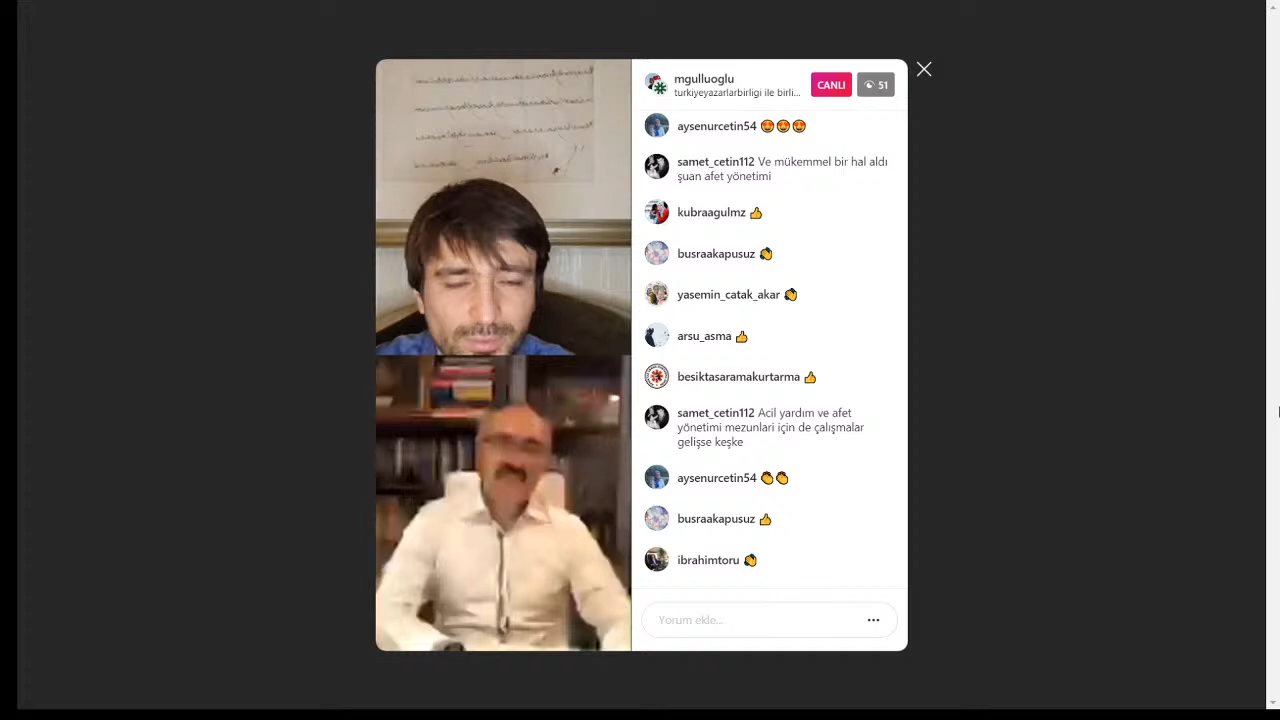 mgulluoglu
turkiyeyazarlarbirligi ile birli...
CANLI
51
aysenurcetin54 😍😍😍
samet_cetin112 Ve mükemmel bir hal aldı
şuan afet yönetimi
kubraagulmz 👍
busraakapusuz 👏
yasemin_catak_akar 👏
arsu_asma 👍
besiktasaramakurtarma 👍
samet_cetin112 Acil yardım ve afet
yönetimi mezunlari için de çalışmalar
gelişse keşke
aysenurcetin54 👏👏
busraakapusuz 👍
ibrahimtoru 👏
Yorum ekle...